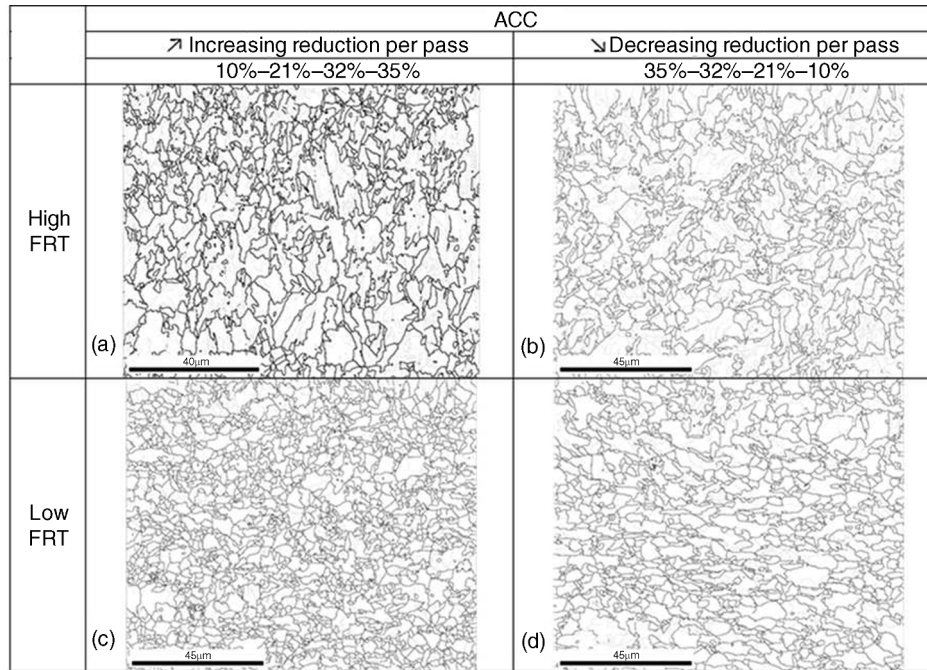 ACC
↗ Increasing reduction per pass
↘ Decreasing reduction per pass
10%–21%–32%–35%
35%–32%–21%–10%
High
FRT
(a)
40μm
(b)
45μm
Low
FRT
(c)
45μm
(d)
45μm